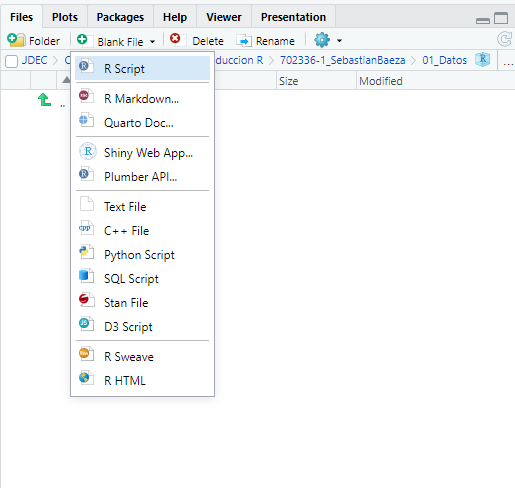 Files Plots Packages Help Viewer Presentation
Folder Blank File Delete Rename
JDEC duccion R 702336-1_SebastianBaeza 01_Datos R ...
Size Modified
..
R Script
R Markdown...
Quarto Doc...
Shiny Web App...
Plumber API...
Text File
C++ File
Python Script
SQL Script
Stan File
D3 Script
R Sweave
R HTML